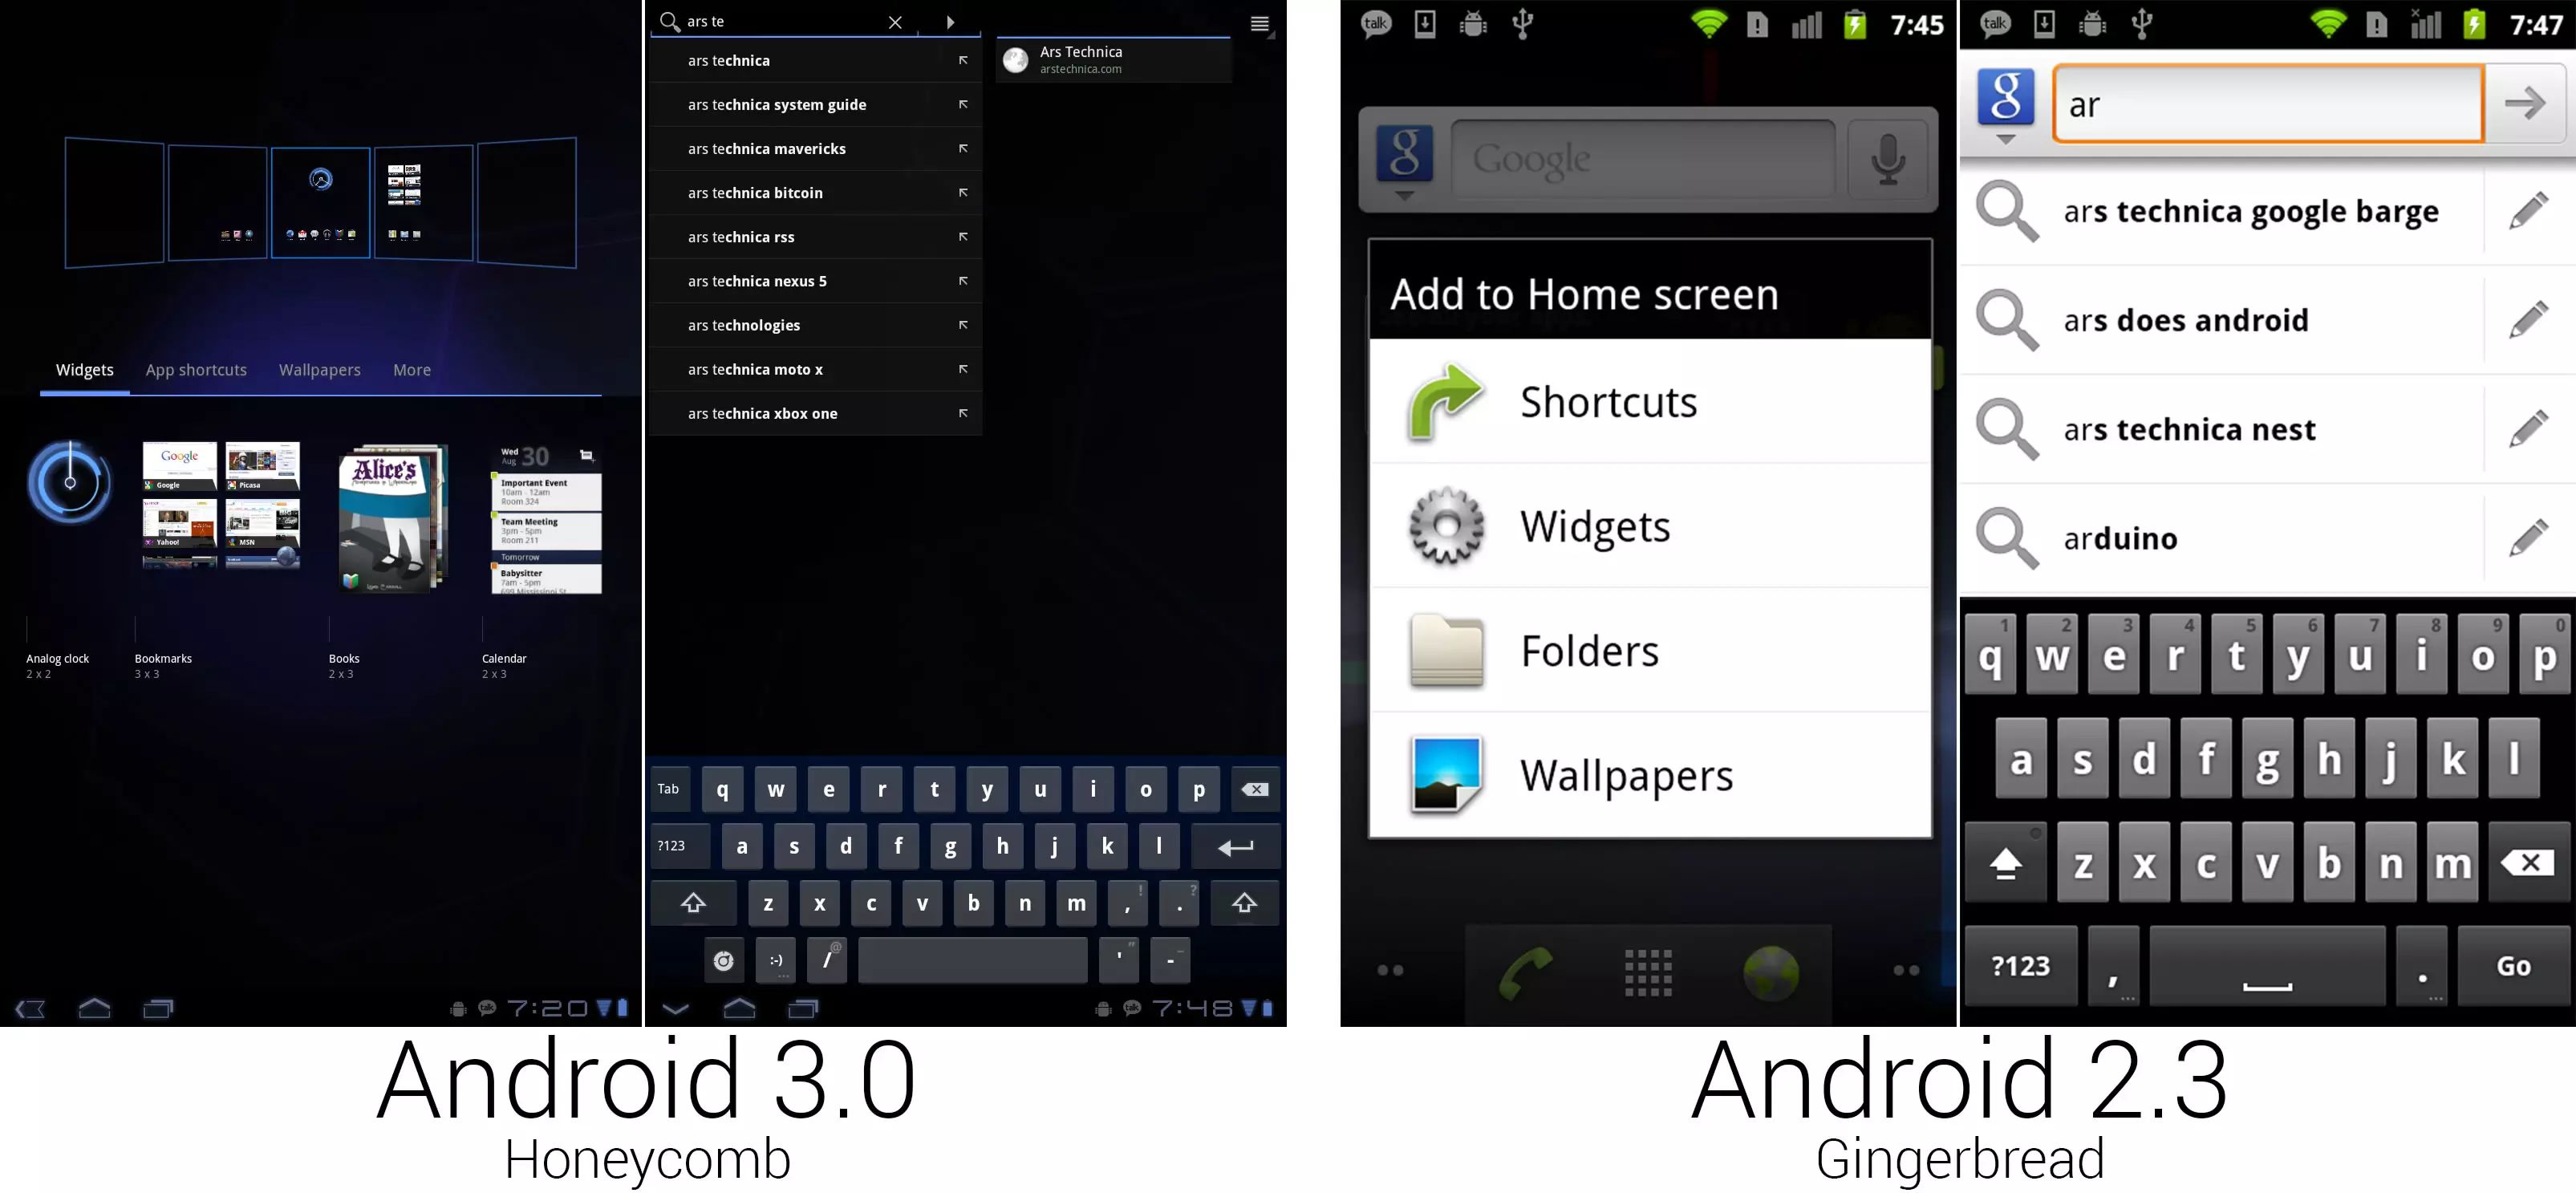 Widgets
App shortcuts
Wallpapers
More
Google
Google
Picasa
Yahoo!
MSN
Alice's
Wed 30
Aug
Important Event
10am - 12am
Room 324
Team Meeting
3pm - 5pm
Room 211
Tomorrow
Babysitter
7am - 5pm
Analog clock
2 x 2
Bookmarks
3 x 3
Books
2 x 3
Calendar
2 x 3
talk
7:20
ars te
ars technica
ars technica system guide
ars technica mavericks
ars technica bitcoin
ars technica rss
ars technica nexus 5
ars technologies
ars technica moto x
ars technica xbox one
Ars Technica
arstechnica.com
Tab q w e r t y u i o p
?123 a s d f g h j k l
z x c v b n m , ! . ?
:-) ... / @ ' " - _
talk
7:48
Android 3.0
Honeycomb
talk
7:45
g
Google
Add to Home screen
Shortcuts
Widgets
Folders
Wallpapers
talk
7:47
g
ar
ars technica google barge
ars does android
ars technica nest
arduino
1 2 3 4 5 6 7 8 9 0
q w e r t y u i o p
a s d f g h j k l
z x c v b n m
?123 , ... . ... Go
Android 2.3
Gingerbread